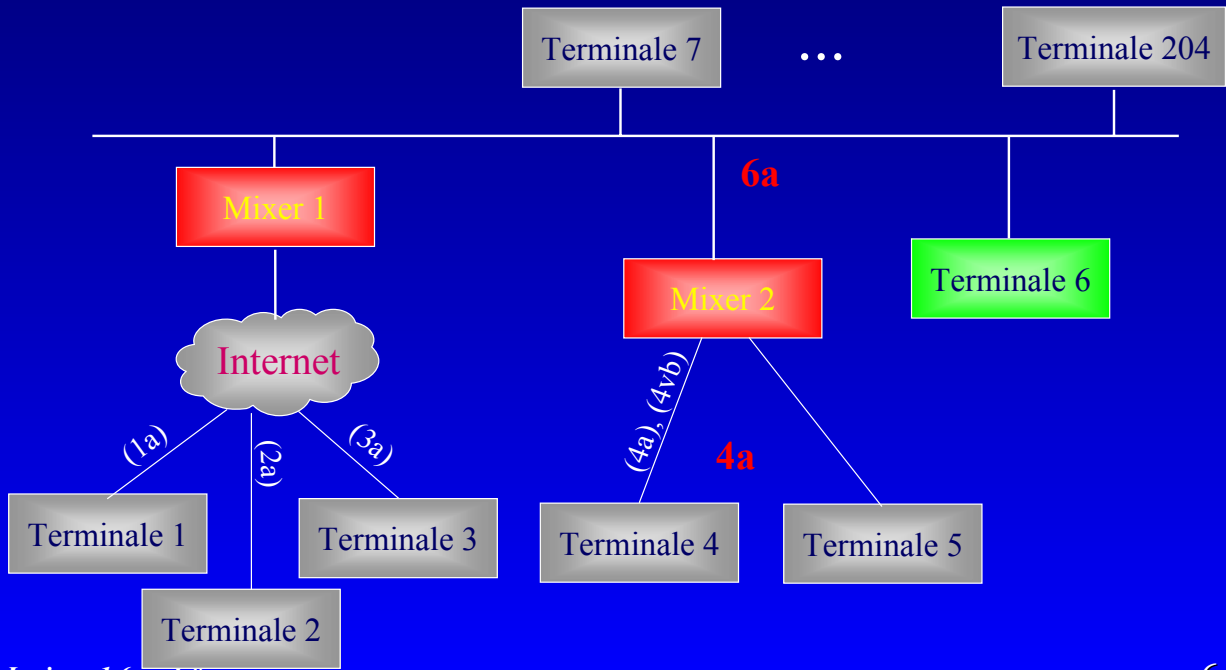 Terminale 7
...
Terminale 204
6a
Mixer 1
Terminale 6
Mixer 2
Internet
(1a)
(2a)
(3a)
(4a), (4vb)
4a
Terminale 1
Terminale 3
Terminale 4
Terminale 5
Terminale 2